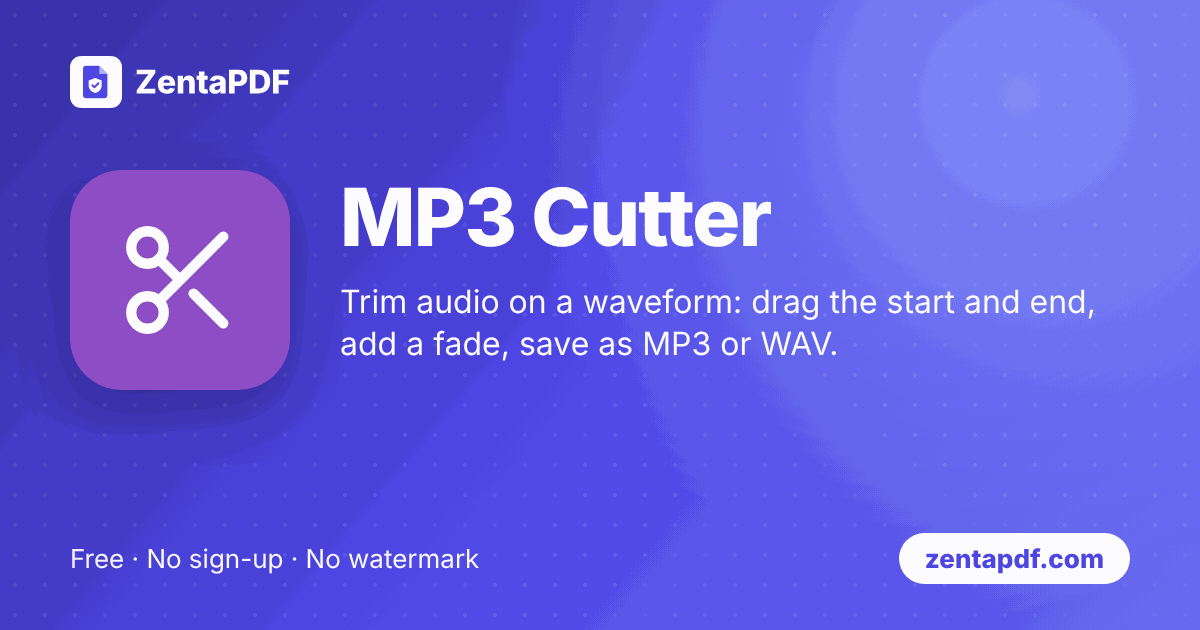 ZentaPDF
MP3 Cutter
Trim audio on a waveform: drag the start and end,
add a fade, save as MP3 or WAV.
Free · No sign-up · No watermark
zentapdf.com